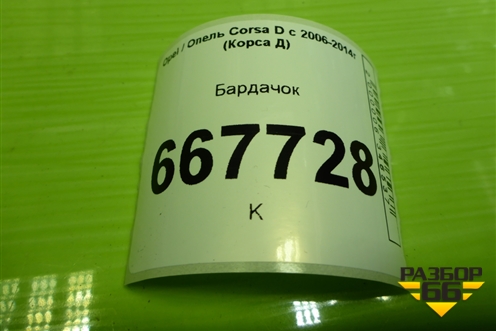 Opel / Опель Corsa D с 2006-2014г
(Корса Д)
Бардачок
667728
К
РАЗБОР
66